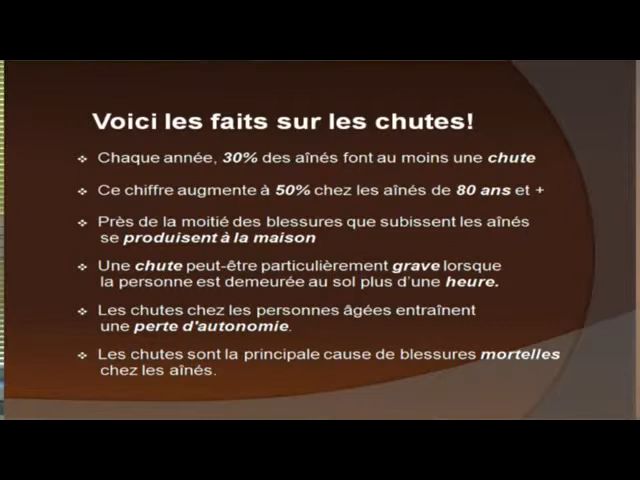 Voici les faits sur les chutes!
❖ Chaque année, 30% des aînés font au moins une chute
❖ Ce chiffre augmente à 50% chez les aînés de 80 ans et +
❖ Près de la moitié des blessures que subissent les aînés
se produisent à la maison
❖ Une chute peut-être particulièrement grave lorsque
la personne est demeurée au sol plus d'une heure.
❖ Les chutes chez les personnes âgées entraînent
une perte d'autonomie.
❖ Les chutes sont la principale cause de blessures mortelles
chez les aînés.